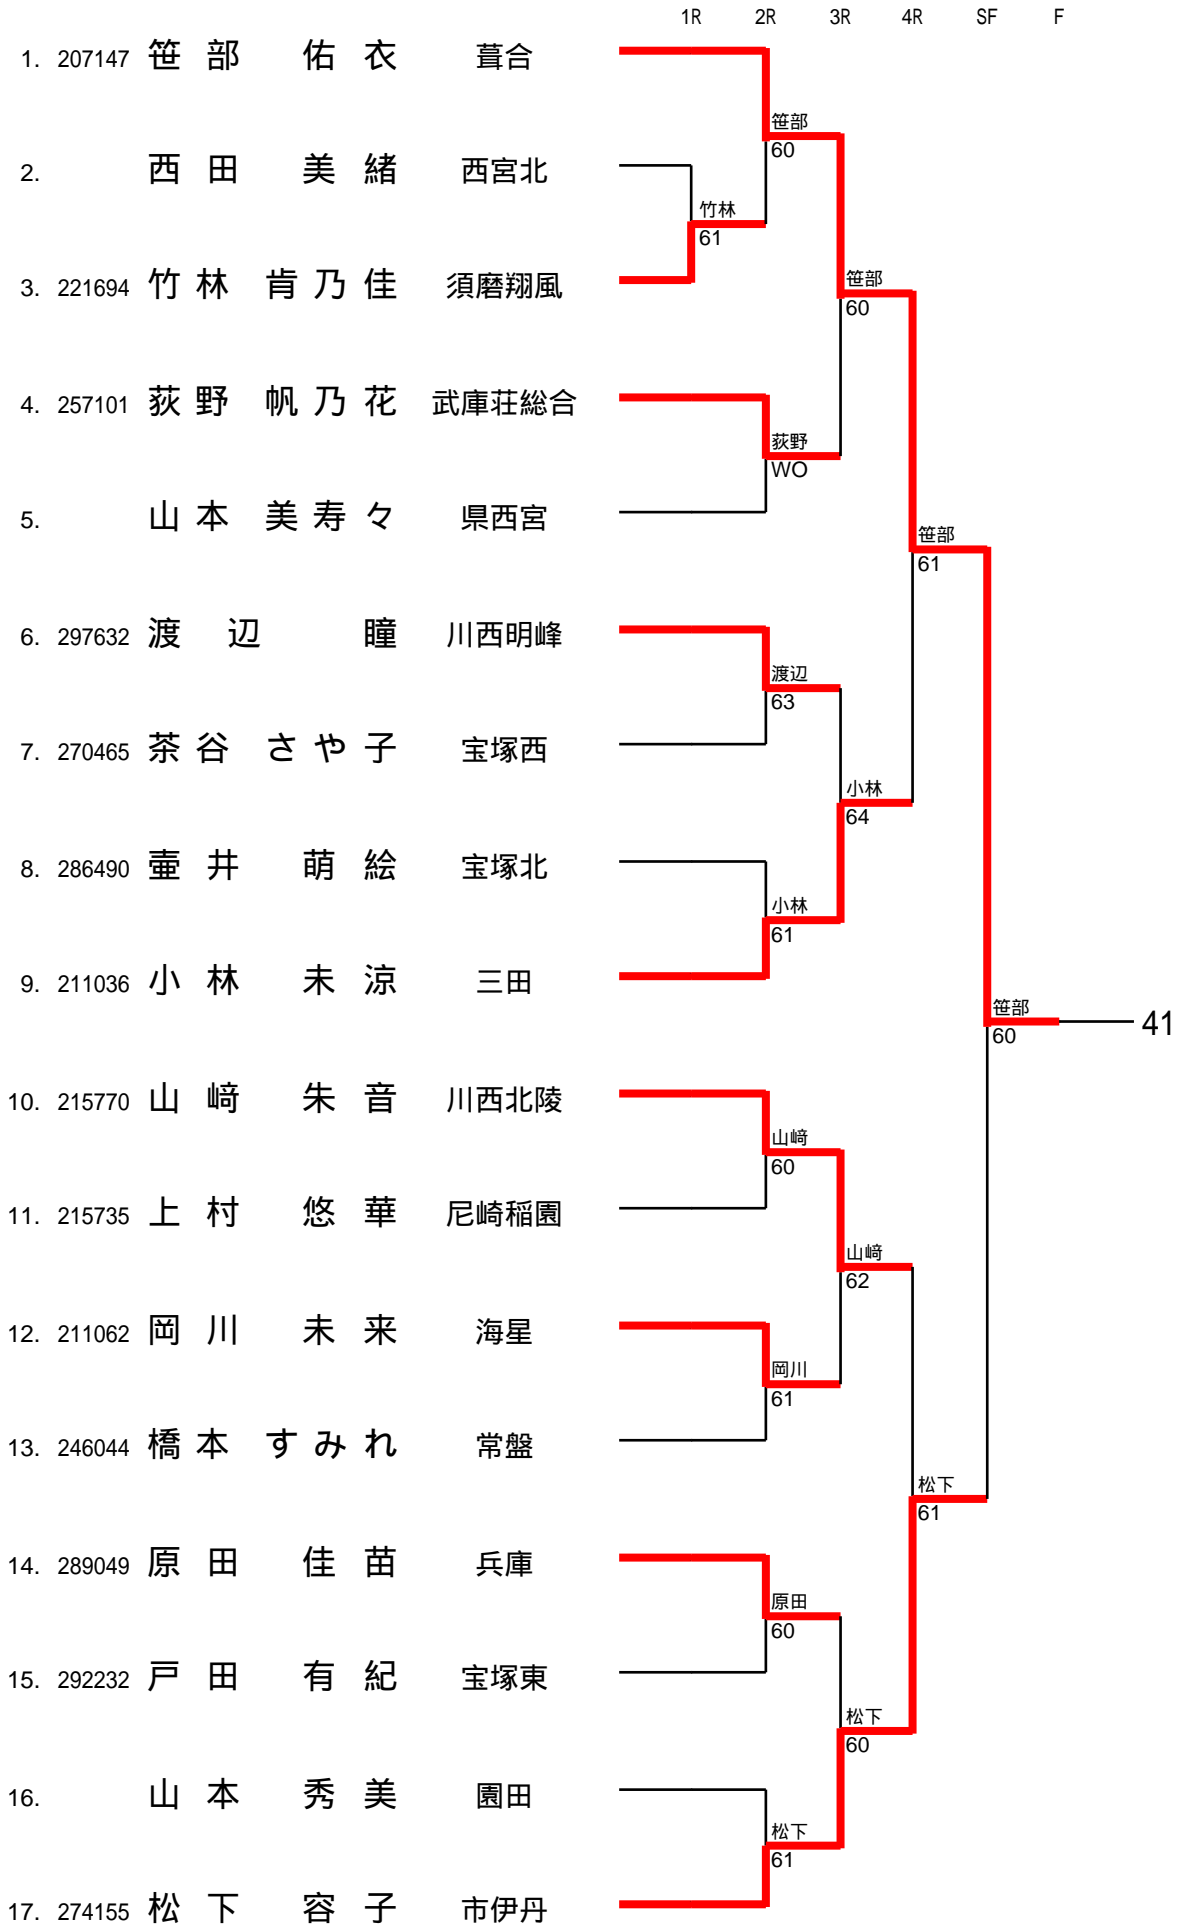 1R 2R 3R 4R SF F
1. 207147 笹部 佑衣 葺合
笹部
60
2. 西田 美緒 西宮北
竹林
61
3. 221694 竹林 肯乃佳 須磨翔風
笹部
60
4. 257101 荻野 帆乃花 武庫荘総合
荻野
WO
5. 山本 美寿々 県西宮
笹部
61
6. 297632 渡辺 瞳 川西明峰
渡辺
63
7. 270465 茶谷 さや子 宝塚西
小林
64
8. 286490 壷井 萌絵 宝塚北
小林
61
9. 211036 小林 未涼 三田
笹部
60
41
10. 215770 山﨑 朱音 川西北陵
山﨑
60
11. 215735 上村 悠華 尼崎稲園
山﨑
62
12. 211062 岡川 未来 海星
岡川
61
13. 246044 橋本 すみれ 常盤
松下
61
14. 289049 原田 佳苗 兵庫
原田
60
15. 292232 戸田 有紀 宝塚東
松下
60
16. 山本 秀美 園田
松下
61
17. 274155 松下 容子 市伊丹